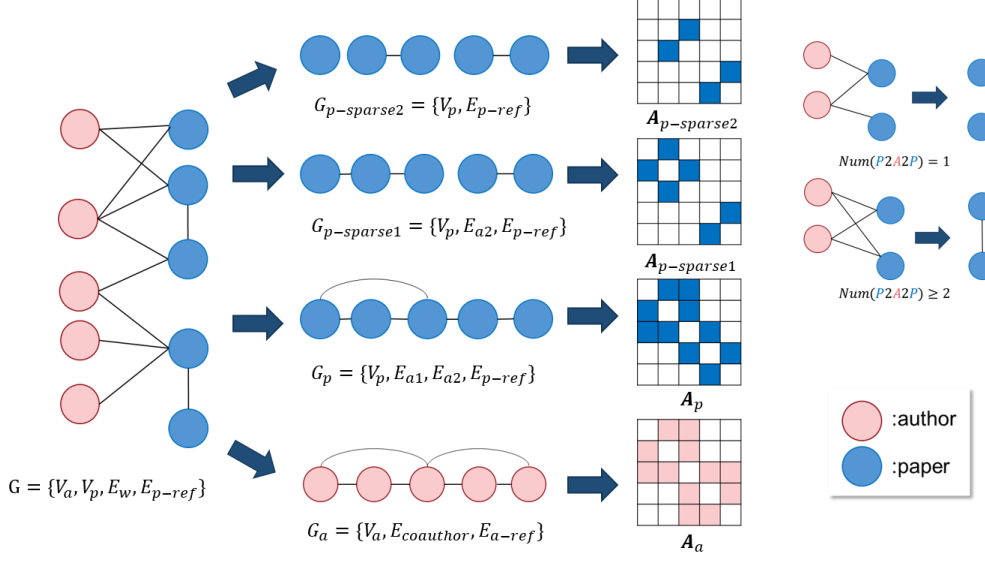 G_{p−sparse2} = {V_p, E_{p−ref}}
A_{p−sparse2}
G_{p−sparse1} = {V_p, E_{a2}, E_{p−ref}}
A_{p−sparse1}
G_p = {V_p, E_{a1}, E_{a2}, E_{p−ref}}
A_p
G = {V_a, V_p, E_w, E_{p−ref}}
G_a = {V_a, E_{coauthor}, E_{a−ref}}
A_a
Num(P2A2P) = 1
Num(P2A2P) ≥ 2
:author
:paper